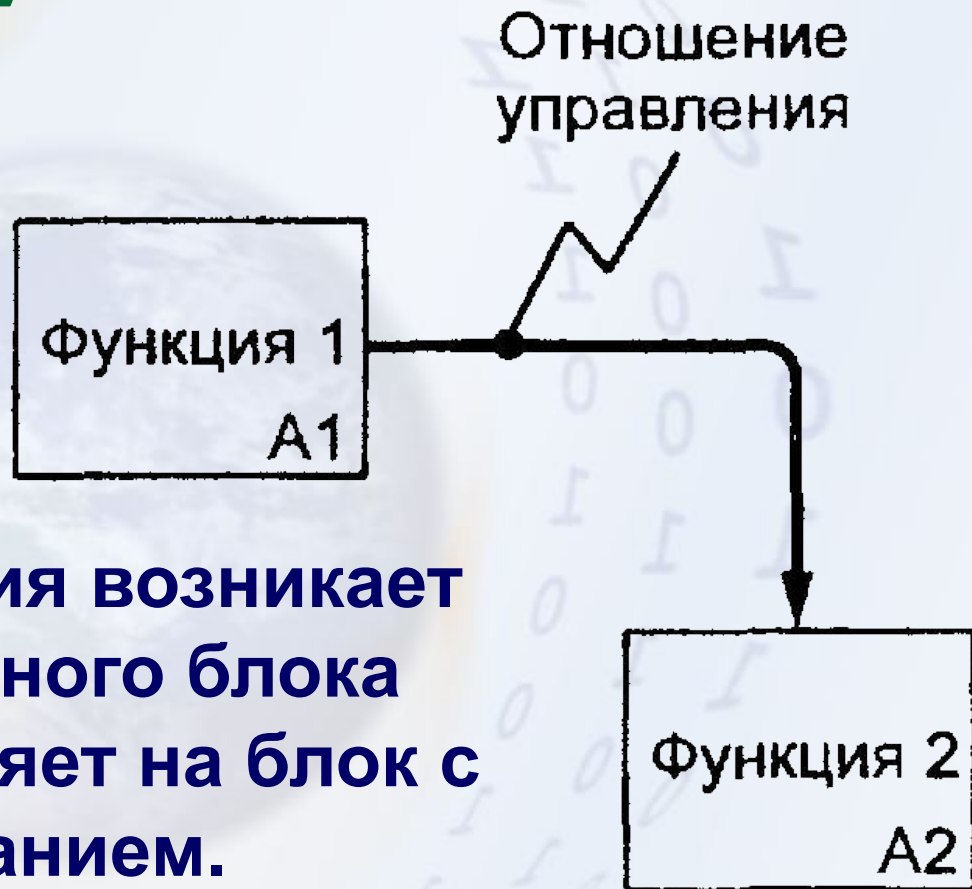 Отношение
управления
Функция 1
А1
ия возникает
ного блока
яет на блок с
анием.
Функция 2
А2